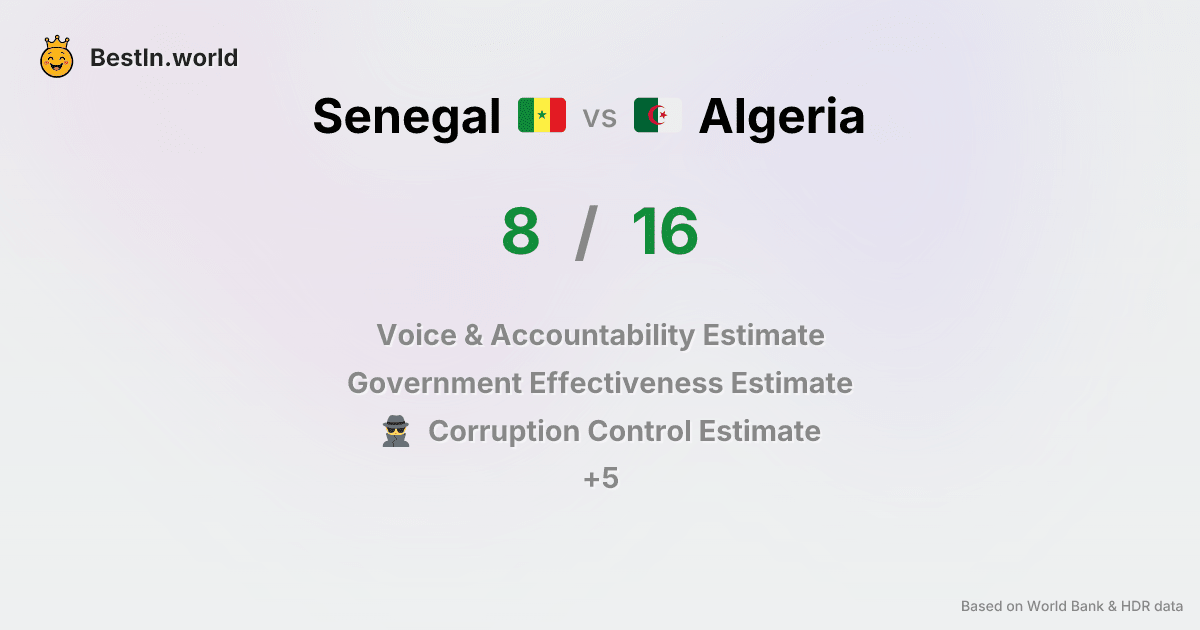 BestIn.world
Senegal vs Algeria
8 / 16
Voice & Accountability Estimate
Government Effectiveness Estimate
Corruption Control Estimate
+5
Based on World Bank & HDR data